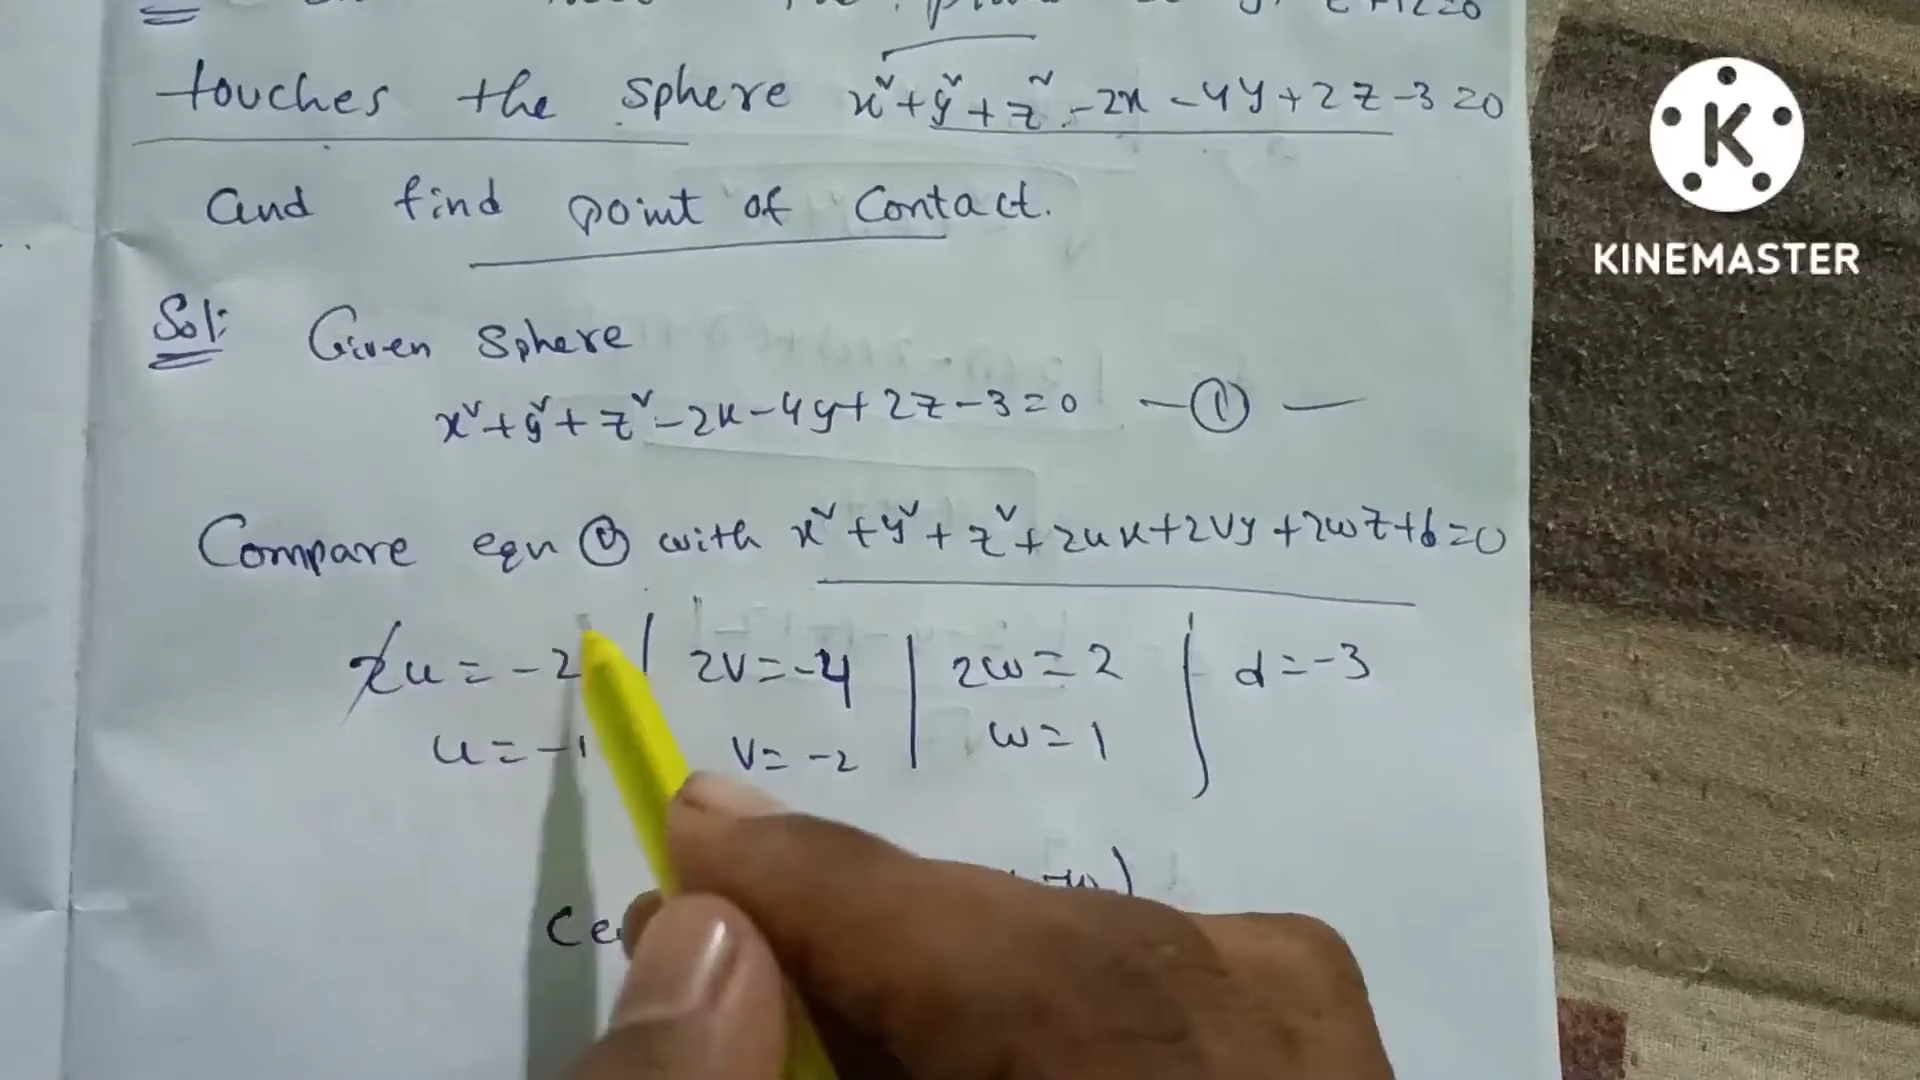 touches the sphere x²+y²+z²-2x-4y+2z-3=0
and find point of Contact.
Sol: Given Sphere
x²+y²+z²-2x-4y+2z-3=0 —①—
Compare eqn ① with x²+y²+z²+2ux+2vy+2wz+d=0
2u=-2 | 2v=-4 | 2w=2 | d=-3
u=-1 v=-2 w=1
-w)
K
KINEMASTER